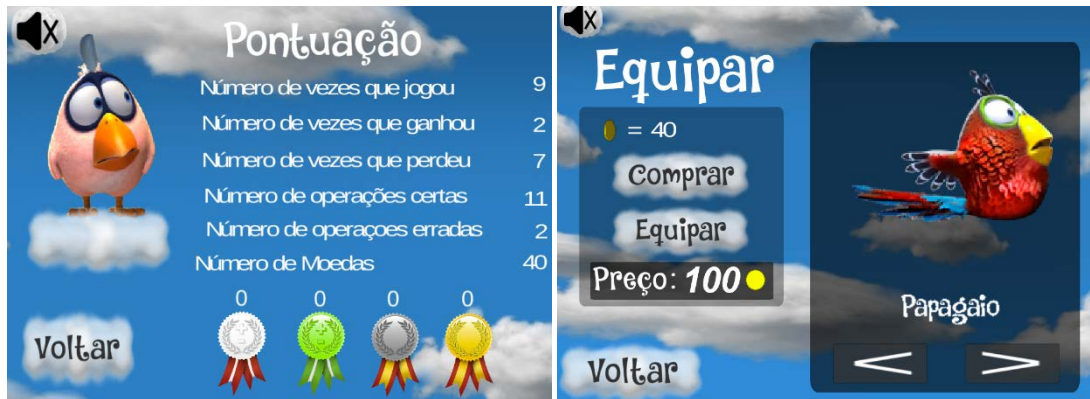 Pontuação
Número de vezes que jogou 9
Número de vezes que ganhou 2
Número de vezes que perdeu 7
Número de operações certas 11
Número de operaçoes erradas 2
Número de Moedas 40
0 0 0 0
Voltar
Equipar
= 40
Comprar
Equipar
Preço: 100
Voltar
Papagaio
< >